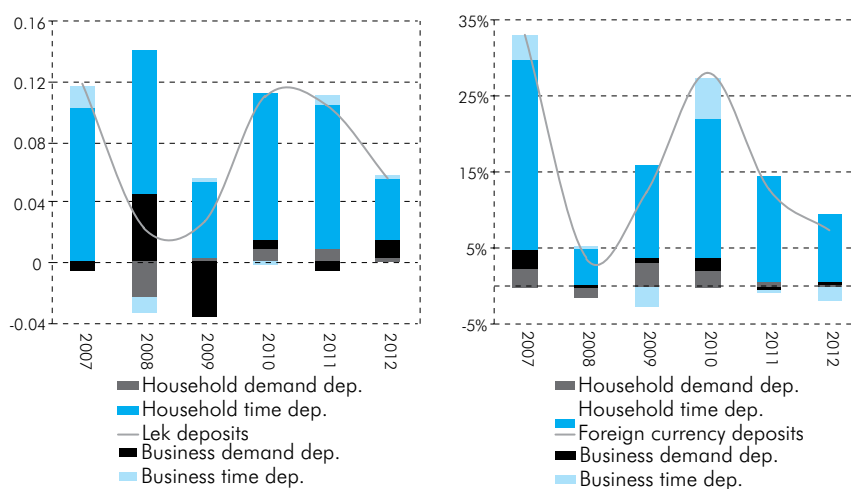 0.16
0.12
0.08
0.04
0
-0.04
2007
2008
2009
2010
2011
2012
Household demand dep.
Household time dep.
Lek deposits
Business demand dep.
Business time dep.
35%
25%
15%
5%
-5%
2007
2008
2009
2010
2011
2012
Household demand dep.
Household time dep.
Foreign currency deposits
Business demand dep.
Business time dep.